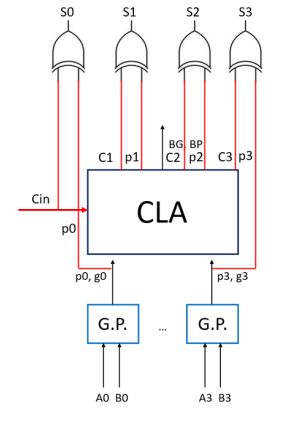 S0 S1 S2 S3
BG, BP
C1 p1 C2 p2 C3 p3
Cin
CLA
p0
p0, g0 p3, g3
G.P. ... G.P.
A0 B0 A3 B3